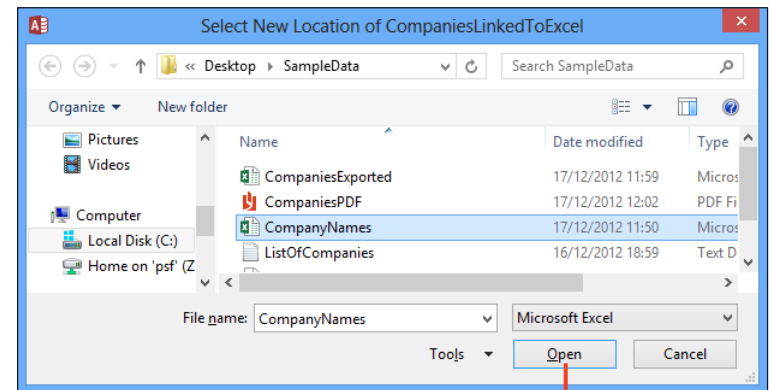 Select New Location of CompaniesLinkedToExcel
« Desktop SampleData Search SampleData
Organize New folder
Pictures
Videos
Computer
Local Disk (C:)
Home on 'psf' (Z
Name Date modified Type
CompaniesExported 17/12/2012 11:59 Micros
CompaniesPDF 17/12/2012 12:02 PDF Fi
CompanyNames 17/12/2012 11:50 Micros
ListOfCompanies 16/12/2012 18:59 Text D
File name: CompanyNames Microsoft Excel
Tools Open Cancel